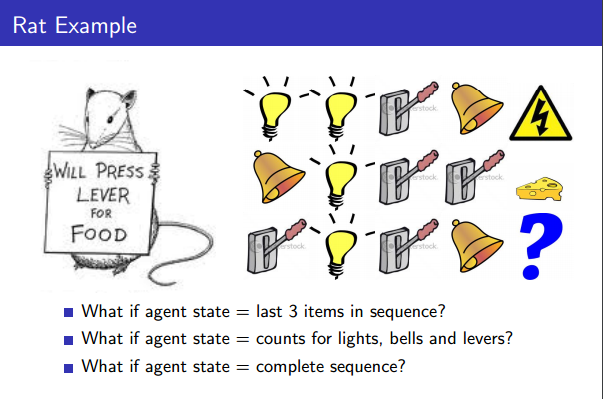 Rat Example
WILL PRESS
LEVER
FOR
FOOD
?
What if agent state = last 3 items in sequence?
What if agent state = counts for lights, bells and levers?
What if agent state = complete sequence?